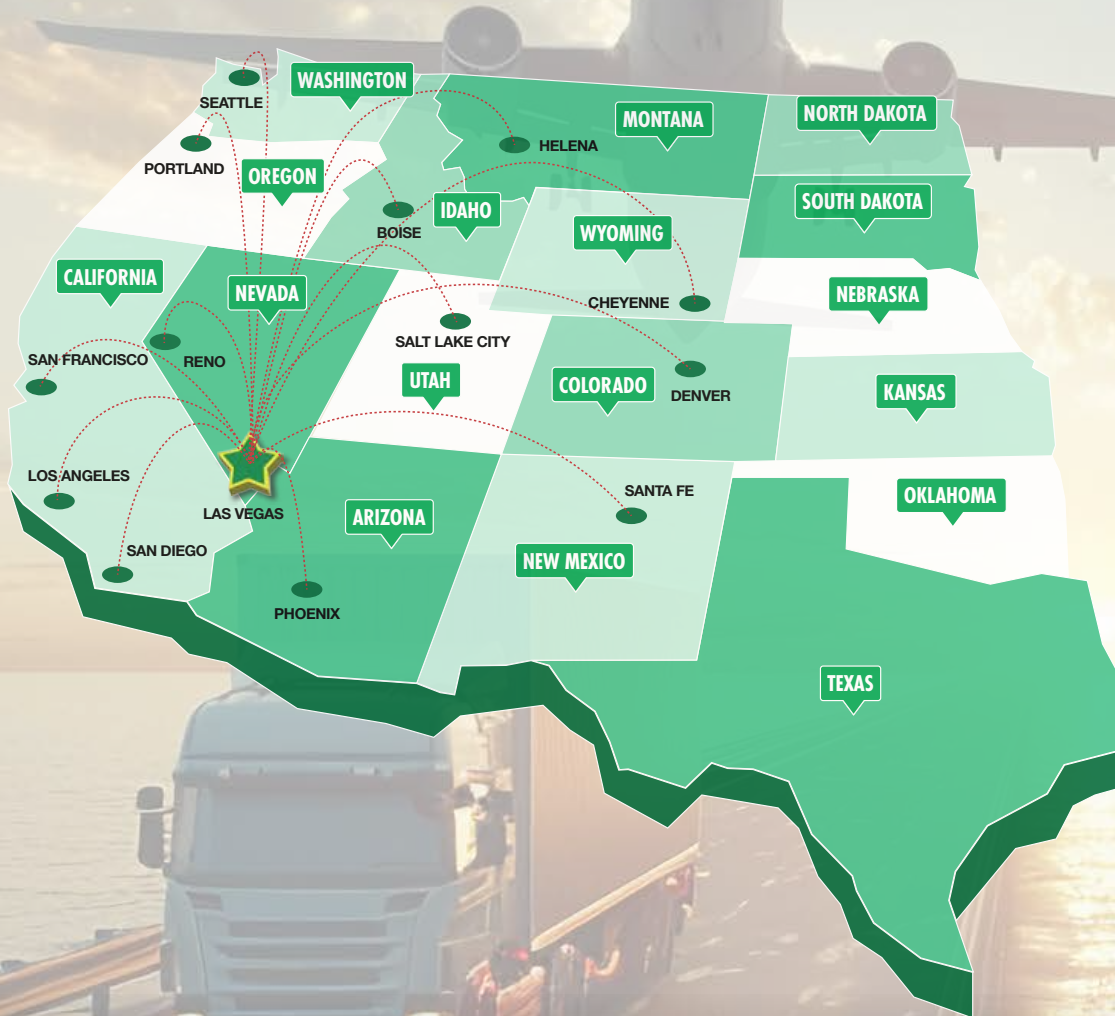 WASHINGTON
SEATTLE
MONTANA
NORTH DAKOTA
HELENA
PORTLAND
OREGON
SOUTH DAKOTA
IDAHO
BOISE
WYOMING
CALIFORNIA
NEVADA
NEBRASKA
CHEYENNE
SALT LAKE CITY
SAN FRANCISCO
RENO
UTAH
COLORADO
DENVER
KANSAS
LOS ANGELES
SANTA FE
OKLAHOMA
LAS VEGAS
ARIZONA
SAN DIEGO
NEW MEXICO
PHOENIX
TEXAS